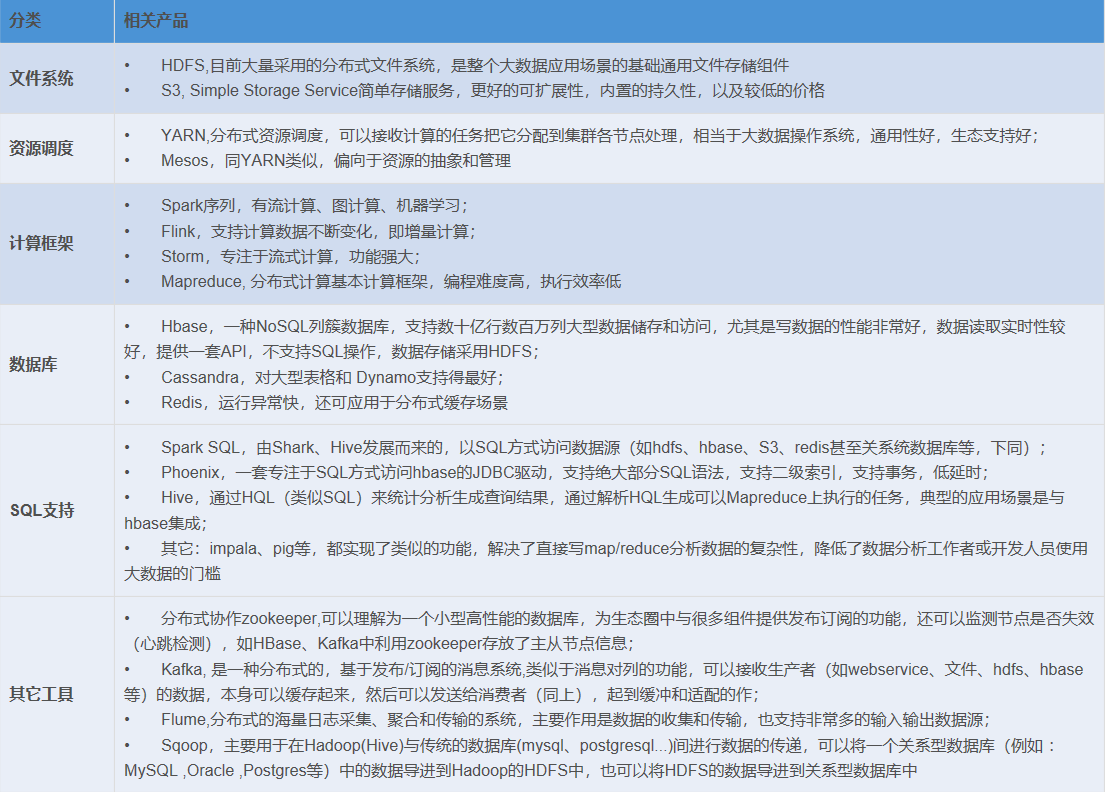 分类 相关产品
文件系统
• HDFS,目前大量采用的分布式文件系统，是整个大数据应用场景的基础通用文件存储组件
• S3, Simple Storage Service简单存储服务，更好的可扩展性，内置的持久性，以及较低的价格
资源调度
• YARN,分布式资源调度，可以接收计算的任务把它分配到集群各节点处理，相当于大数据操作系统，通用性好，生态支持好；
• Mesos，同YARN类似，偏向于资源的抽象和管理
计算框架
• Spark序列，有流计算、图计算、机器学习；
• Flink，支持计算数据不断变化，即增量计算；
• Storm，专注于流式计算，功能强大；
• Mapreduce, 分布式计算基本计算框架，编程难度高，执行效率低
数据库
• Hbase，一种NoSQL列簇数据库，支持数十亿行数百万列大型数据储存和访问，尤其是写数据的性能非常好，数据读取实时性较
好，提供一套API，不支持SQL操作，数据存储采用HDFS；
• Cassandra，对大型表格和 Dynamo支持得最好；
• Redis，运行异常快，还可应用于分布式缓存场景
SQL支持
• Spark SQL，由Shark、Hive发展而来的，以SQL方式访问数据源（如hdfs、hbase、S3、redis甚至关系统数据库等，下同）；
• Phoenix，一套专注于SQL方式访问hbase的JDBC驱动，支持绝大部分SQL语法，支持二级索引，支持事务，低延时；
• Hive，通过HQL（类似SQL）来统计分析生成查询结果，通过解析HQL生成可以Mapreduce上执行的任务，典型的应用场景是与
hbase集成；
• 其它：impala、pig等，都实现了类似的功能，解决了直接写map/reduce分析数据的复杂性，降低了数据分析工作者或开发人员使用
大数据的门槛
其它工具
• 分布式协作zookeeper,可以理解为一个小型高性能的数据库，为生态圈中与很多组件提供发布订阅的功能，还可以监测节点是否失效
（心跳检测），如HBase、Kafka中利用zookeeper存放了主从节点信息；
• Kafka, 是一种分布式的，基于发布/订阅的消息系统,类似于消息对列的功能，可以接收生产者（如webservice、文件、hdfs、hbase
等）的数据，本身可以缓存起来，然后可以发送给消费者（同上），起到缓冲和适配的作；
• Flume,分布式的海量日志采集、聚合和传输的系统，主要作用是数据的收集和传输，也支持非常多的输入输出数据源；
• Sqoop，主要用于在Hadoop(Hive)与传统的数据库(mysql、postgresql...)间进行数据的传递，可以将一个关系型数据库（例如 ：
MySQL ,Oracle ,Postgres等）中的数据导进到Hadoop的HDFS中，也可以将HDFS的数据导进到关系型数据库中